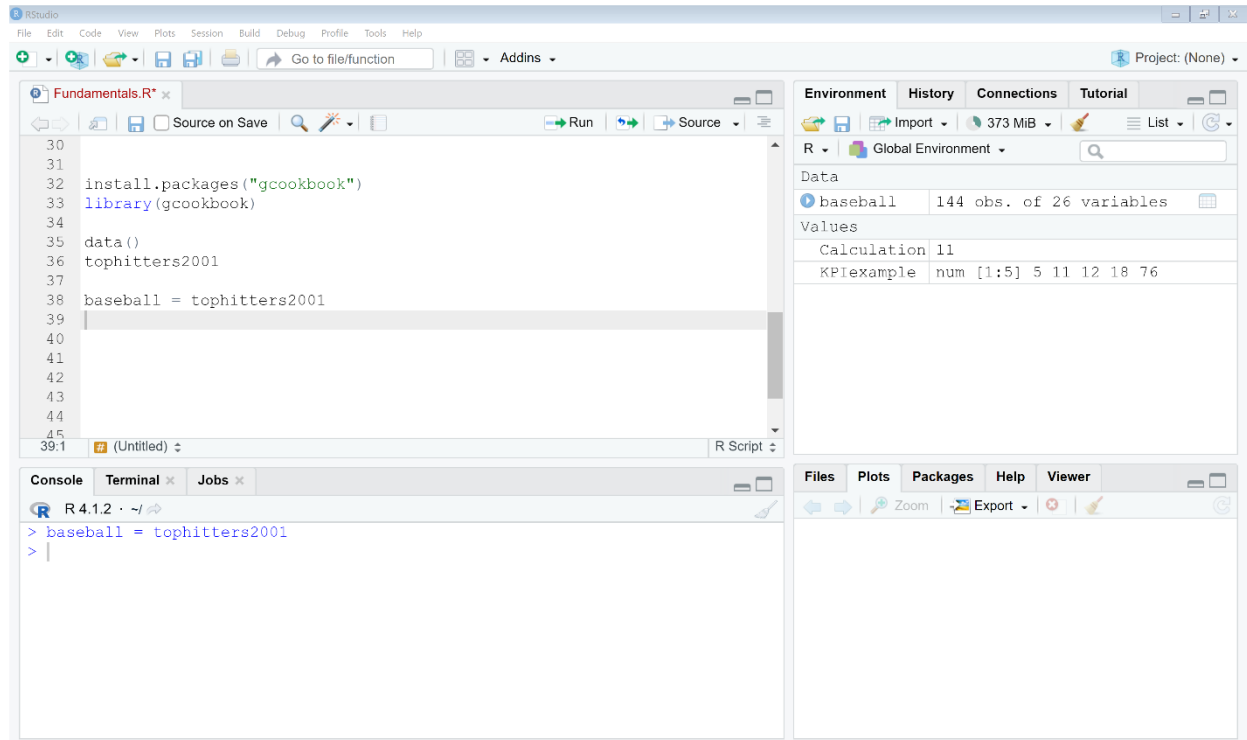 RStudio
File Edit Code View Plots Session Build Debug Profile Tools Help
Go to file/function Addins Project: (None)
Fundamentals.R*
Source on Save Run Source
30
31
32 install.packages("gcookbook")
33 library(gcookbook)
34
35 data()
36 tophitters2001
37
38 baseball = tophitters2001
39
40
41
42
43
44
45
39:1 # (Untitled) R Script
Console Terminal Jobs
R R 4.1.2 · ~/
> baseball = tophitters2001
>
Environment History Connections Tutorial
Import 373 MiB List
R Global Environment
Data
baseball 144 obs. of 26 variables
Values
Calculation 11
KPIexample num [1:5] 5 11 12 18 76
Files Plots Packages Help Viewer
Zoom Export